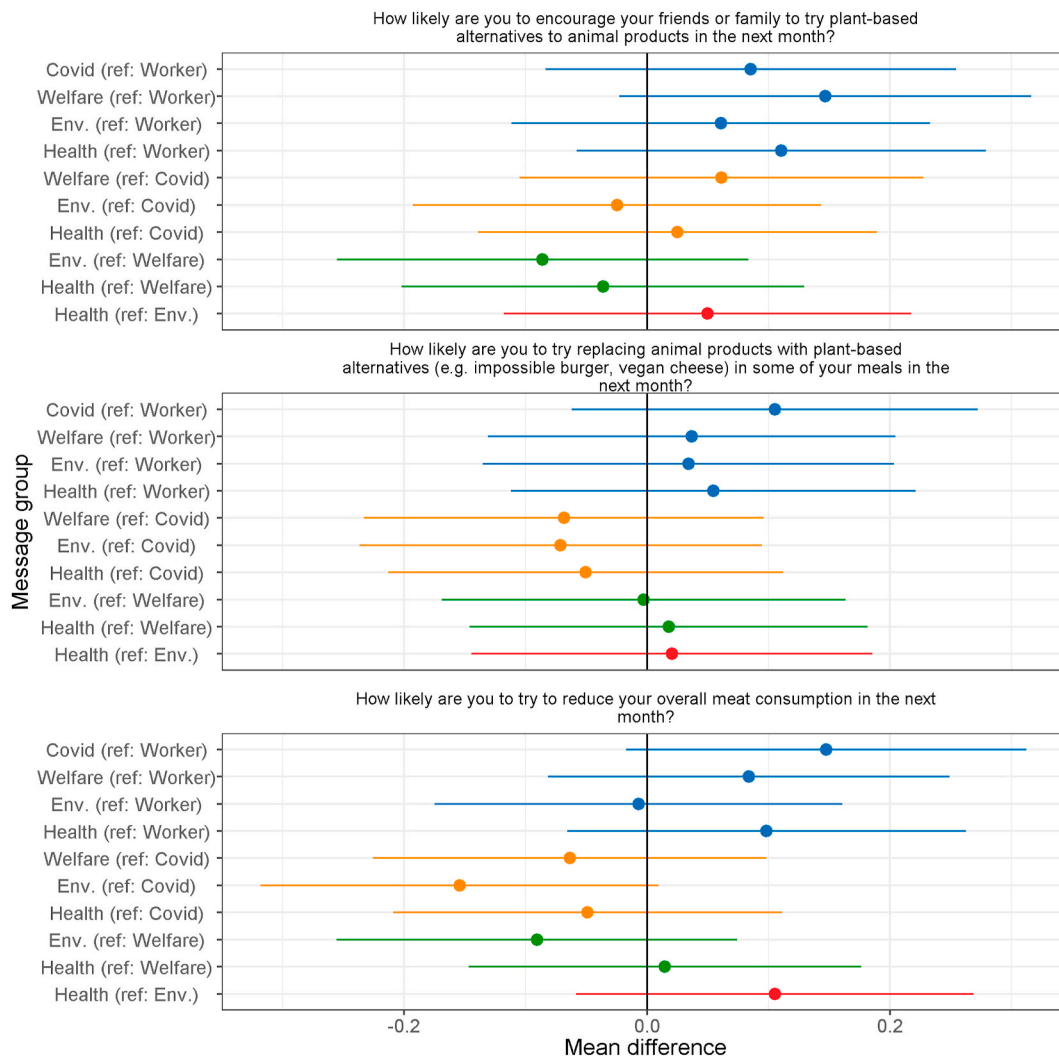 How likely are you to encourage your friends or family to try plant-based
alternatives to animal products in the next month?
Covid (ref: Worker)
Welfare (ref: Worker)
Env. (ref: Worker)
Health (ref: Worker)
Welfare (ref: Covid)
Env. (ref: Covid)
Health (ref: Covid)
Env. (ref: Welfare)
Health (ref: Welfare)
Health (ref: Env.)
How likely are you to try replacing animal products with plant-based
alternatives (e.g. impossible burger, vegan cheese) in some of your meals in the
next month?
Covid (ref: Worker)
Welfare (ref: Worker)
Env. (ref: Worker)
Health (ref: Worker)
Welfare (ref: Covid)
Env. (ref: Covid)
Health (ref: Covid)
Env. (ref: Welfare)
Health (ref: Welfare)
Health (ref: Env.)
Message group
How likely are you to try to reduce your overall meat consumption in the next
month?
Covid (ref: Worker)
Welfare (ref: Worker)
Env. (ref: Worker)
Health (ref: Worker)
Welfare (ref: Covid)
Env. (ref: Covid)
Health (ref: Covid)
Env. (ref: Welfare)
Health (ref: Welfare)
Health (ref: Env.)
-0.2 0.0 0.2
Mean difference